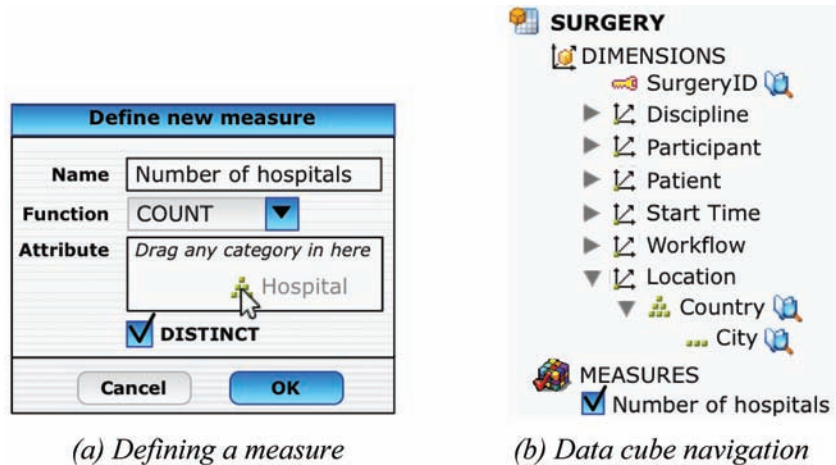 Define new measure
Name Number of hospitals
Function COUNT
Attribute Drag any category in here
Hospital
DISTINCT
Cancel OK
(a) Defining a measure
SURGERY
DIMENSIONS
SurgeryID
Discipline
Participant
Patient
Start Time
Workflow
Location
Country
City
MEASURES
Number of hospitals
(b) Data cube navigation